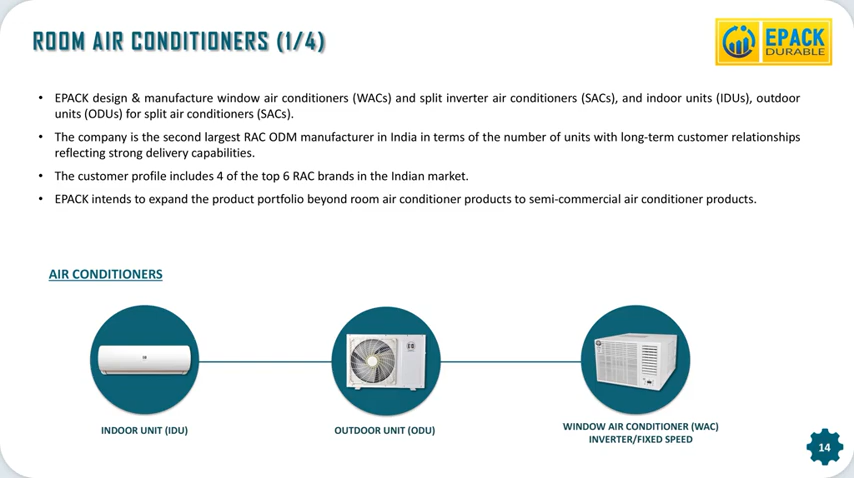 ROOM AIR CONDITIONERS (1/4)
EPACK
DURABLE
• EPACK design & manufacture window air conditioners (WACs) and split inverter air conditioners (SACs), and indoor units (IDUs), outdoor
units (ODUs) for split air conditioners (SACs).
• The company is the second largest RAC ODM manufacturer in India in terms of the number of units with long-term customer relationships
reflecting strong delivery capabilities.
• The customer profile includes 4 of the top 6 RAC brands in the Indian market.
• EPACK intends to expand the product portfolio beyond room air conditioner products to semi-commercial air conditioner products.
AIR CONDITIONERS
INDOOR UNIT (IDU)
OUTDOOR UNIT (ODU)
WINDOW AIR CONDITIONER (WAC)
INVERTER/FIXED SPEED
14